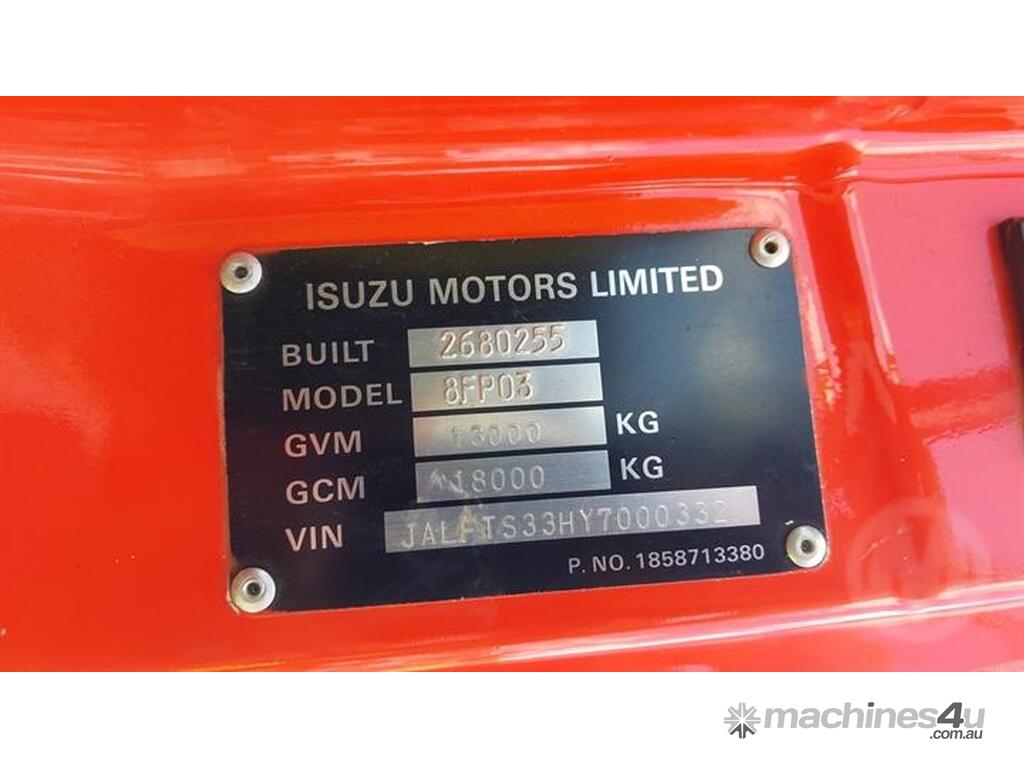 ISUZU MOTORS LIMITED
BUILT 2680255
MODEL 8FP03
GVM 13000 KG
GCM 18000 KG
VIN JALFTS33HY7000332
P. NO. 1858713380
machines4u
.com.au